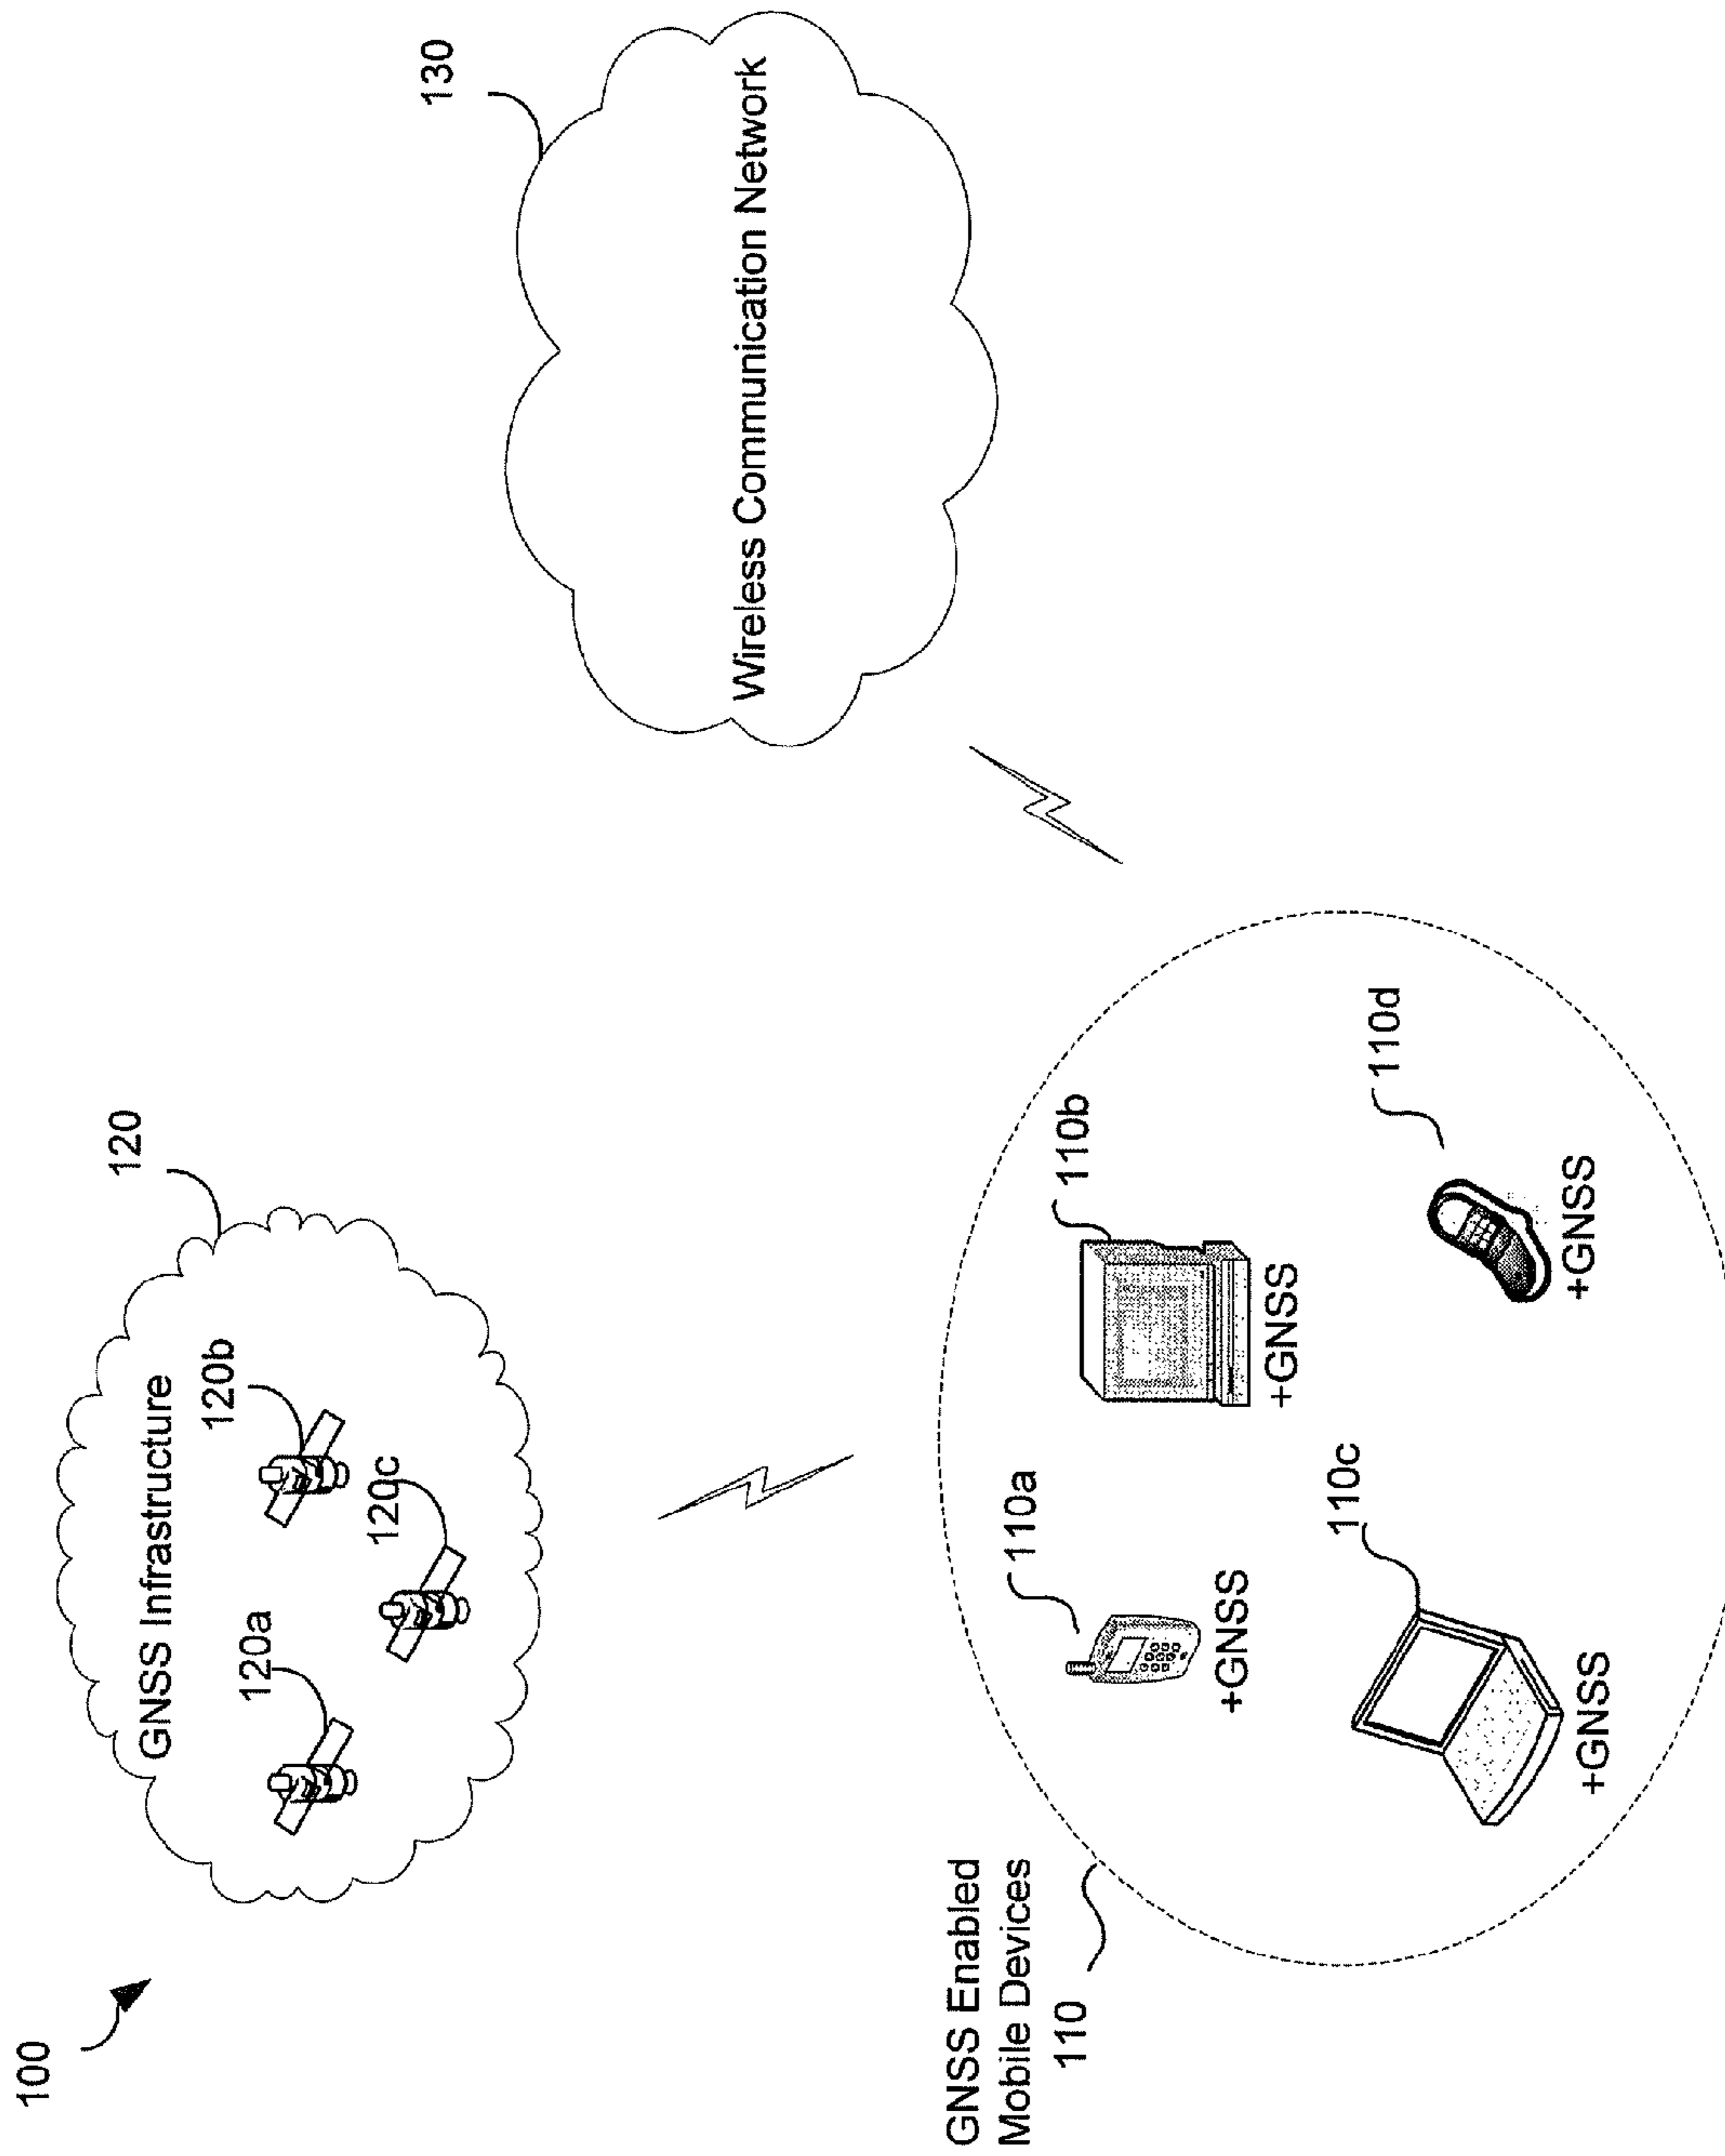 100
120
GNSS Infrastructure
120a
120b
120c
130
Wireless Communication Network
GNSS Enabled
Mobile Devices
110
110a
+GNSS
110b
+GNSS
110c
+GNSS
110d
+GNSS